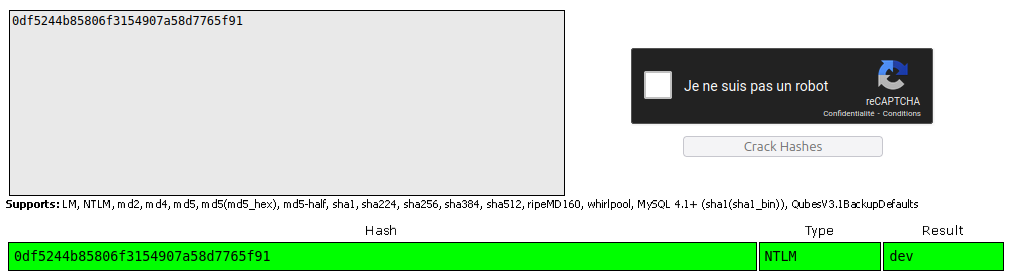 0df5244b85806f3154907a58d7765f91
Je ne suis pas un robot
reCAPTCHA
Confidentialité - Conditions
Crack Hashes
Supports: LM, NTLM, md2, md4, md5, md5(md5_hex), md5-half, sha1, sha224, sha256, sha384, sha512, ripeMD160, whirlpool, MySQL 4.1+ (sha1(sha1_bin)), QubesV3.1BackupDefaults
Hash Type Result
0df5244b85806f3154907a58d7765f91 NTLM dev